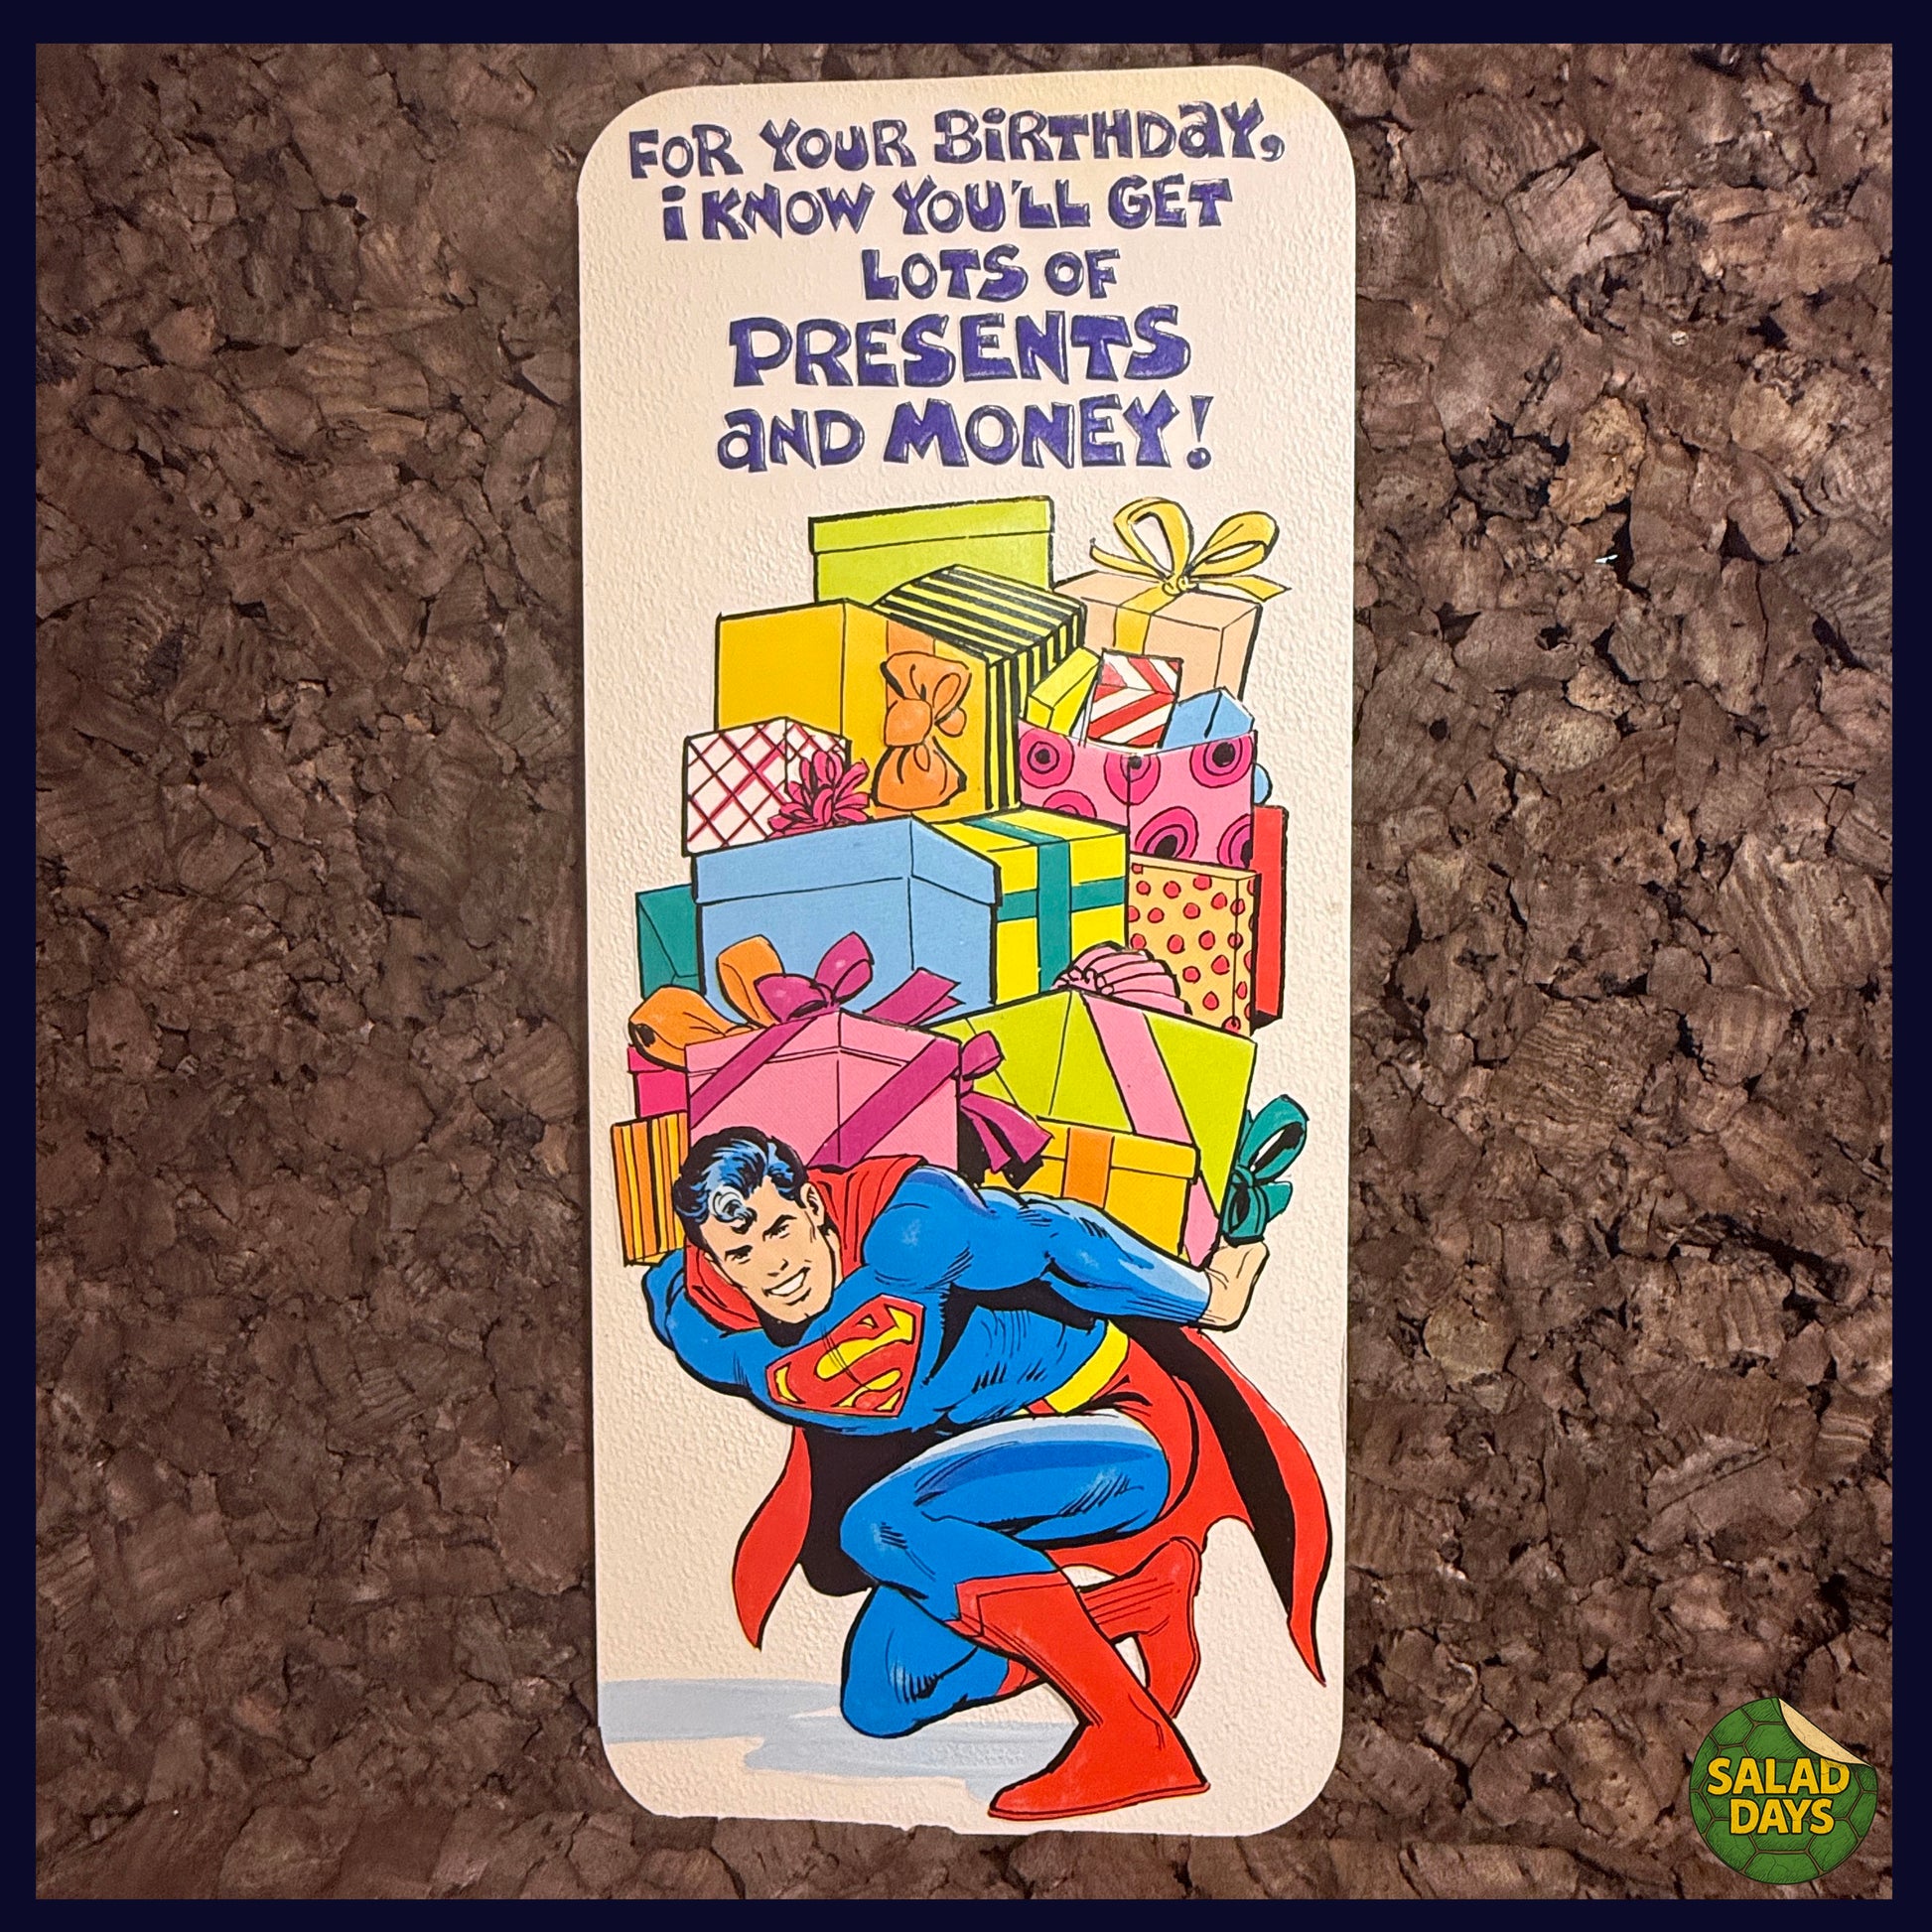 FOR YOUR BiRTHDaY,
i KNOW YOU'LL GET
LOTS OF
PRESENTS
aND MONEY!
S
SALAD
DAYS